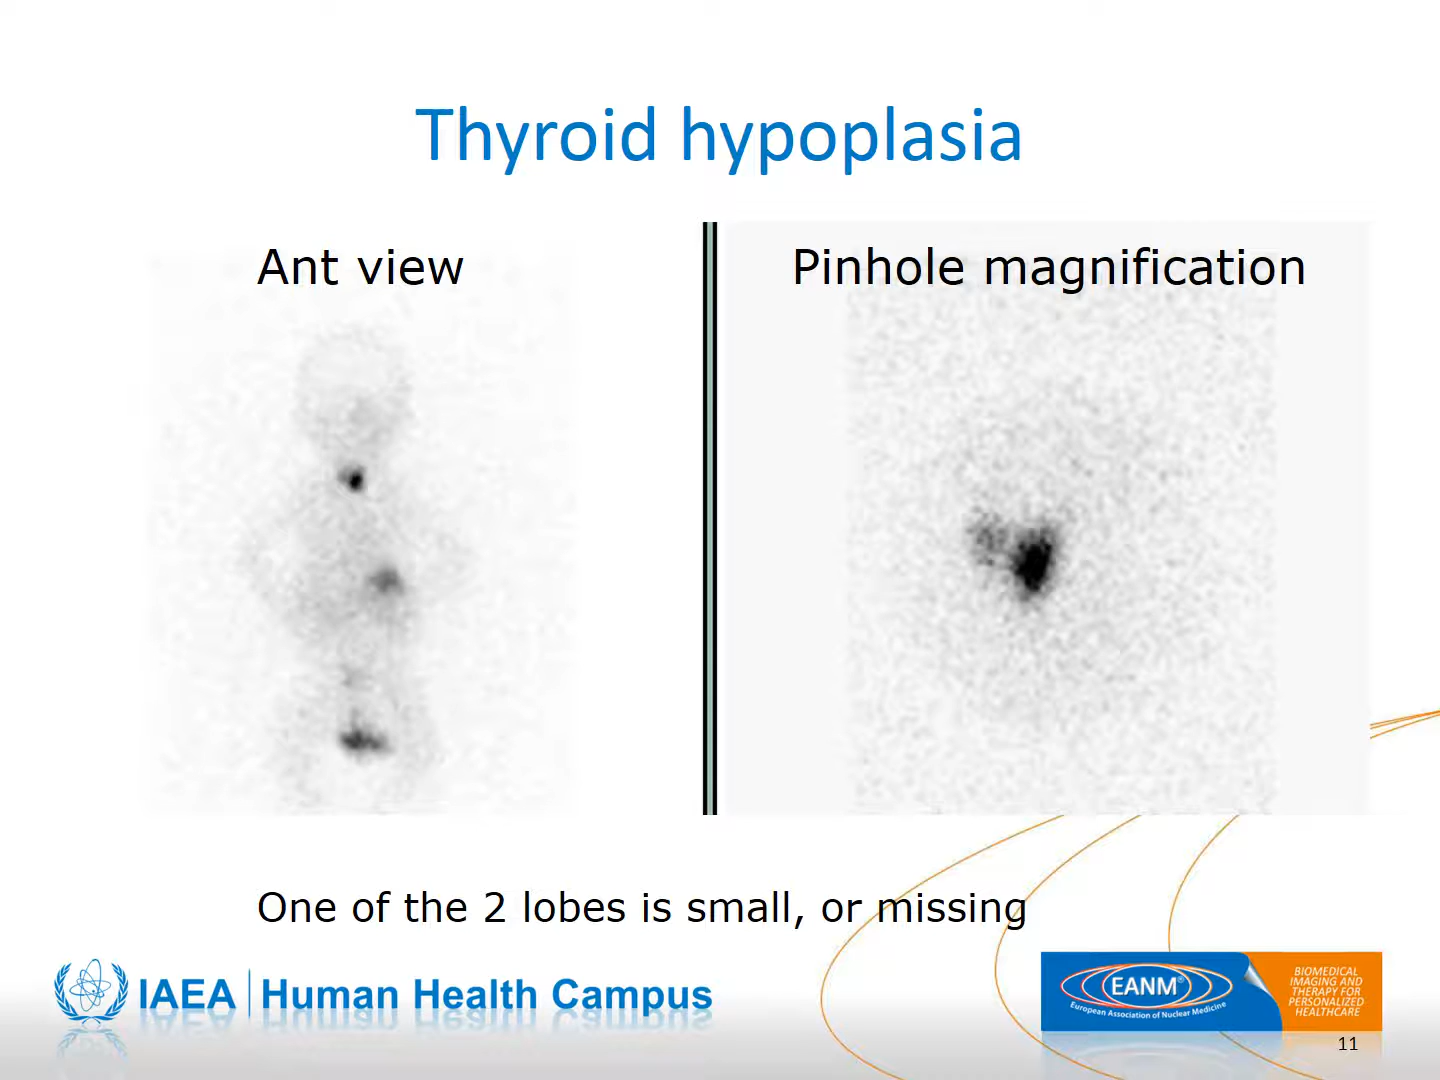 Thyroid hypoplasia
Ant view
Pinhole magnification
One of the 2 lobes is small, or missing
IAEA Human Health Campus
EANM®
European Association of Nuclear Medicine
BIOMEDICAL
IMAGING AND
THERAPY FOR
PERSONALIZED
HEALTHCARE
11